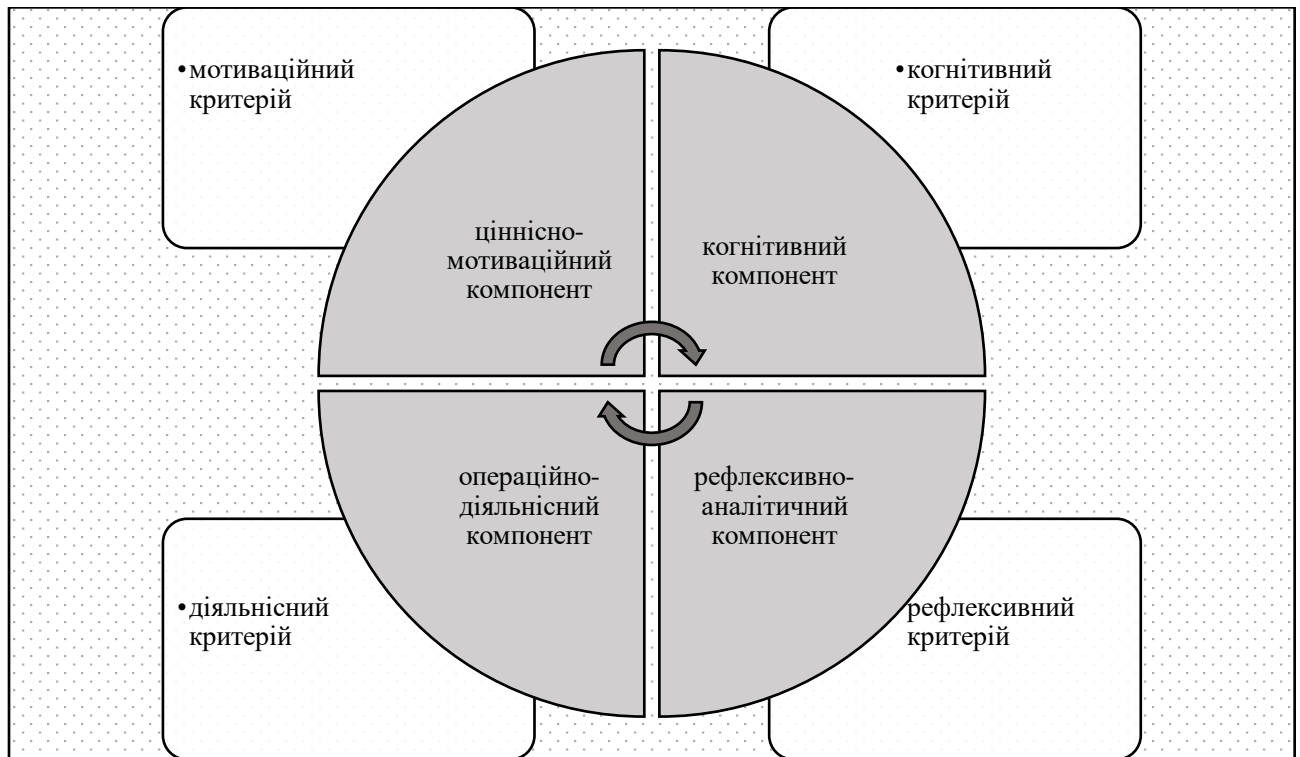 •мотиваційний
критерій
•когнітивний
критерій
ціннісно-
мотиваційний
компонент
когнітивний
компонент
операційно-
діяльнісний
компонент
рефлексивно-
аналітичний
компонент
•діяльнісний
критерій
рефлексивний
критерій